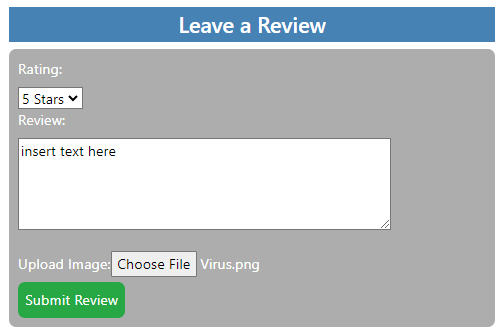 Leave a Review
Rating:
5 Stars
Review:
insert text here
Upload Image: Choose File Virus.png
Submit Review